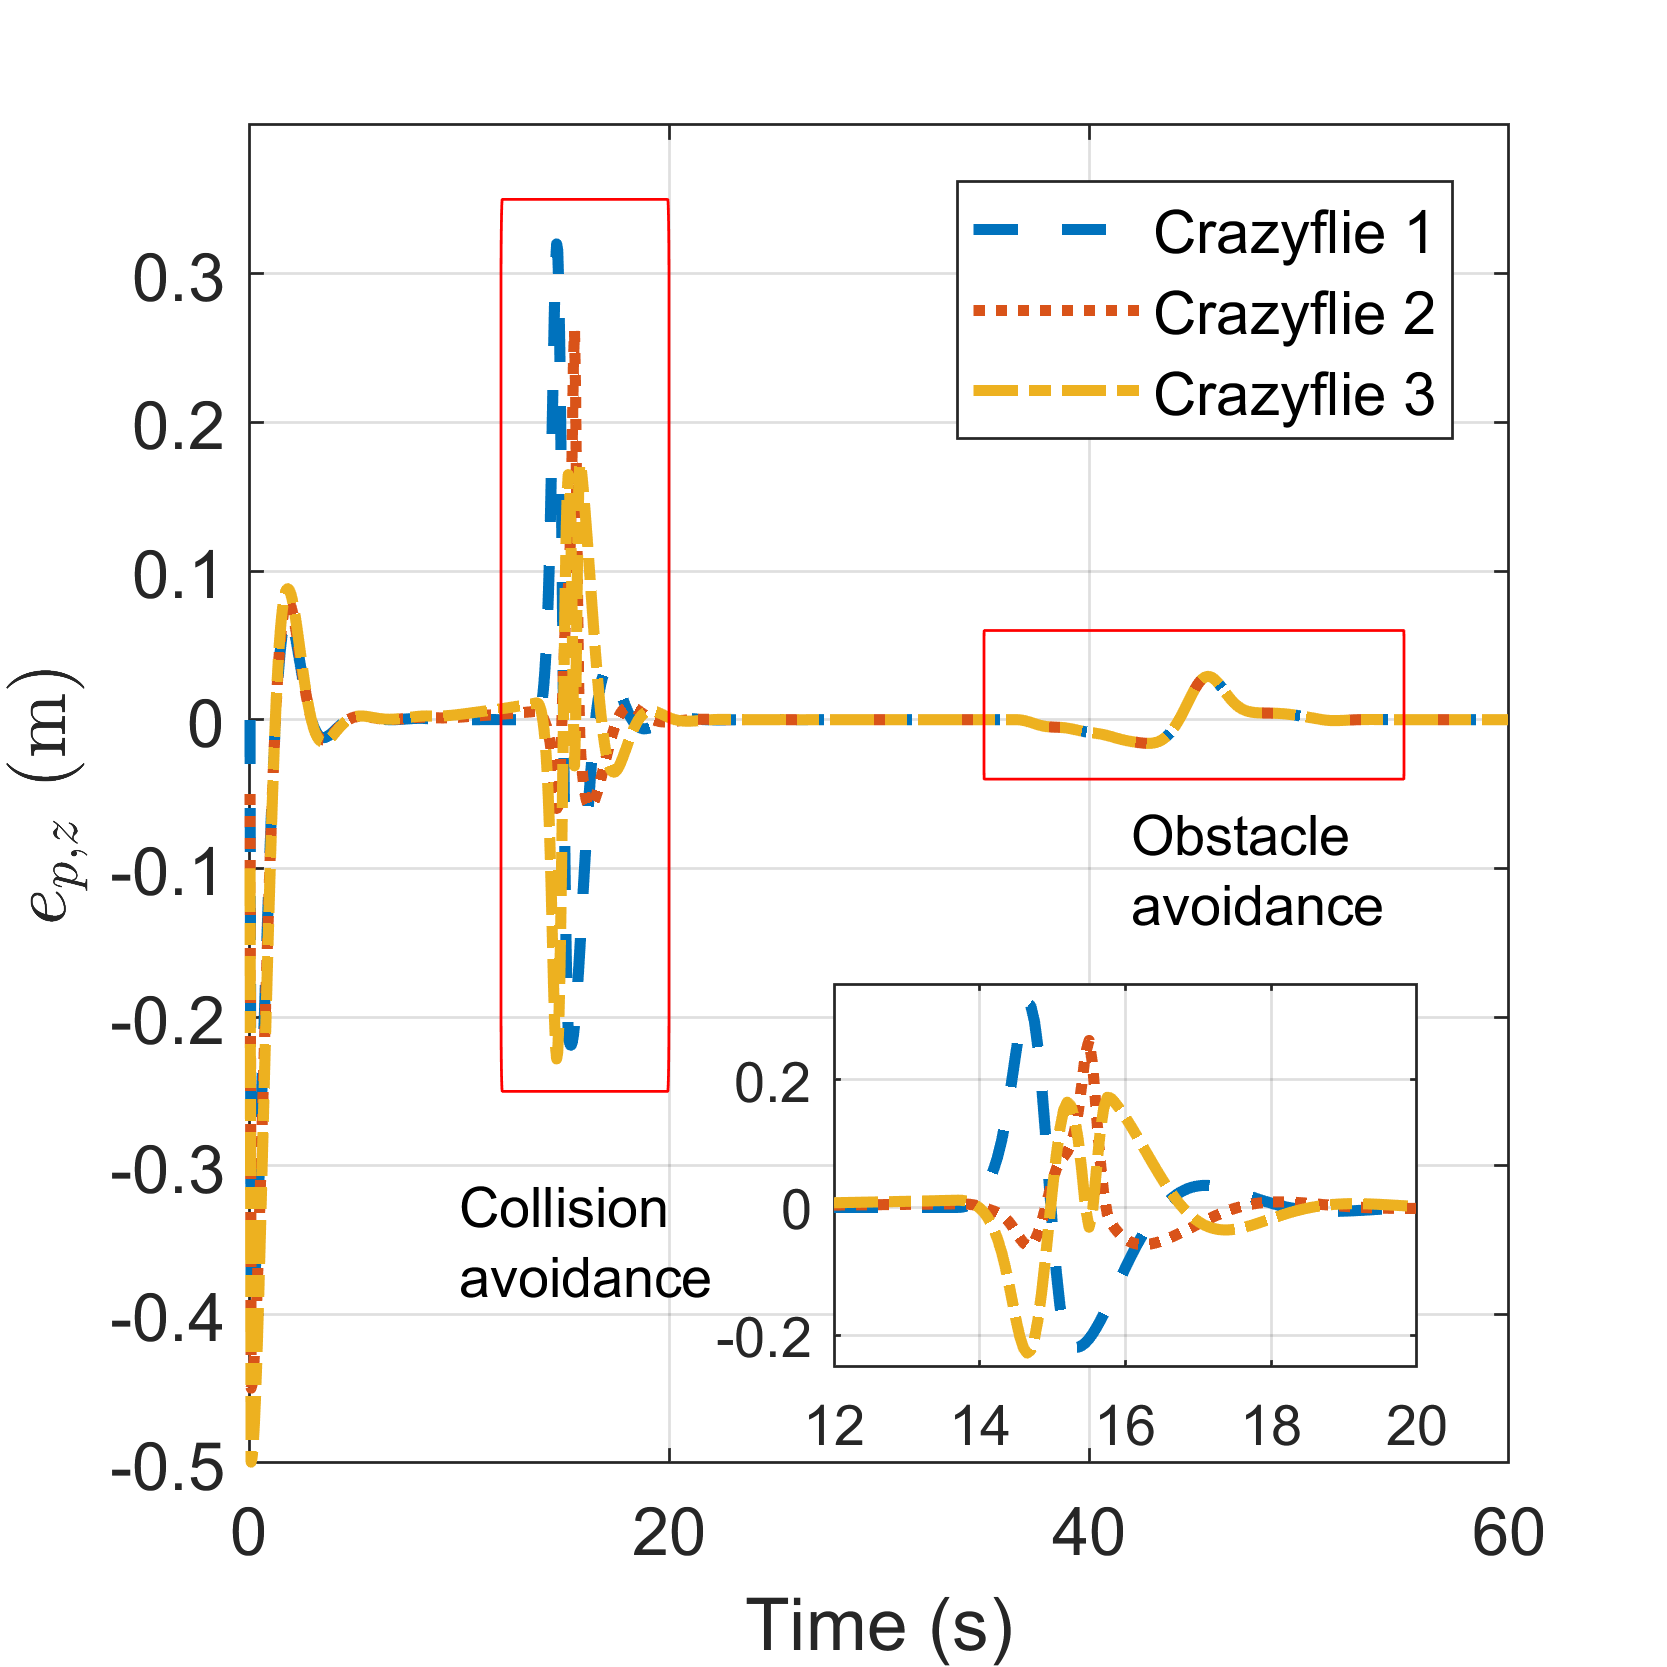 0.3
0.2
0.1
0
-0.1
-0.2
-0.3
-0.4
-0.5
0
20
40
60
Time (s)
e_{p,z} (m)
Crazyflie 1
Crazyflie 2
Crazyflie 3
Obstacle
avoidance
Collision
avoidance
0.2
0
-0.2
12
14
16
18
20